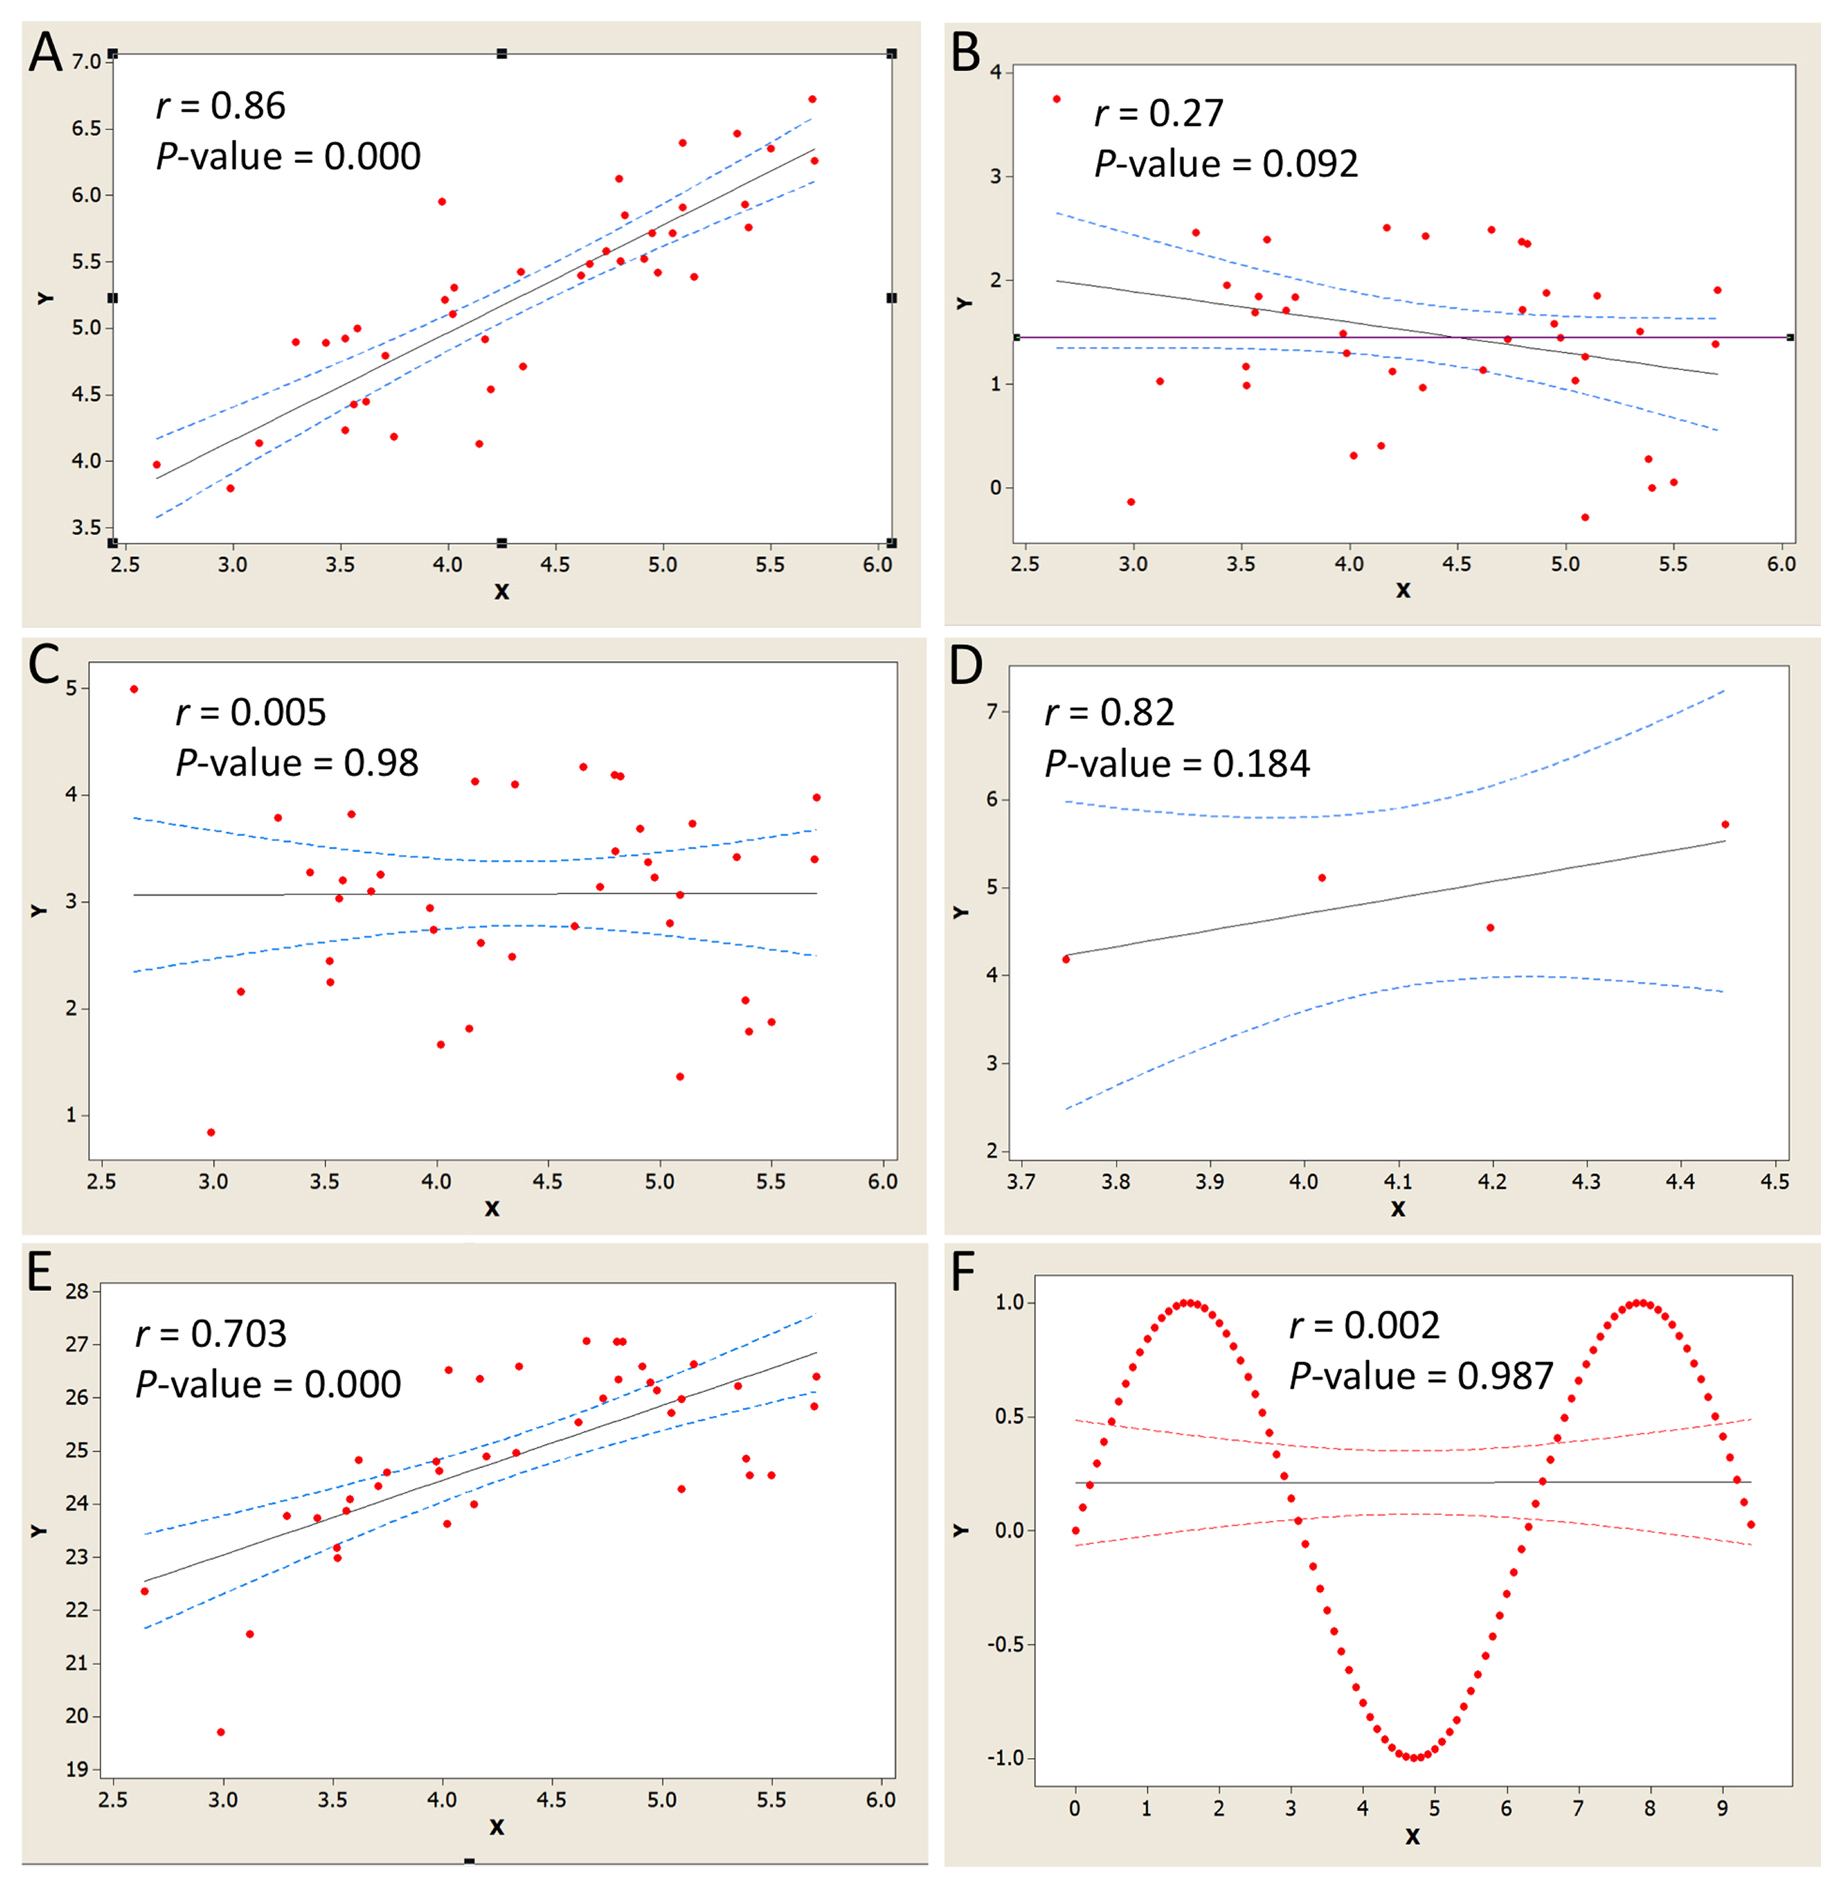 A
r = 0.86
P-value = 0.000
7.0
6.5
6.0
5.5
5.0
4.5
4.0
3.5
Y
2.5 3.0 3.5 4.0 4.5 5.0 5.5 6.0
X
B
r = 0.27
P-value = 0.092
4
3
2
1
0
Y
2.5 3.0 3.5 4.0 4.5 5.0 5.5 6.0
X
C
r = 0.005
P-value = 0.98
5
4
3
2
1
Y
2.5 3.0 3.5 4.0 4.5 5.0 5.5 6.0
X
D
r = 0.82
P-value = 0.184
7
6
5
4
3
2
Y
3.7 3.8 3.9 4.0 4.1 4.2 4.3 4.4 4.5
X
E
r = 0.703
P-value = 0.000
28
27
26
25
24
23
22
21
20
19
Y
2.5 3.0 3.5 4.0 4.5 5.0 5.5 6.0
X
F
r = 0.002
P-value = 0.987
1.0
0.5
0.0
-0.5
-1.0
Y
0 1 2 3 4 5 6 7 8 9
X